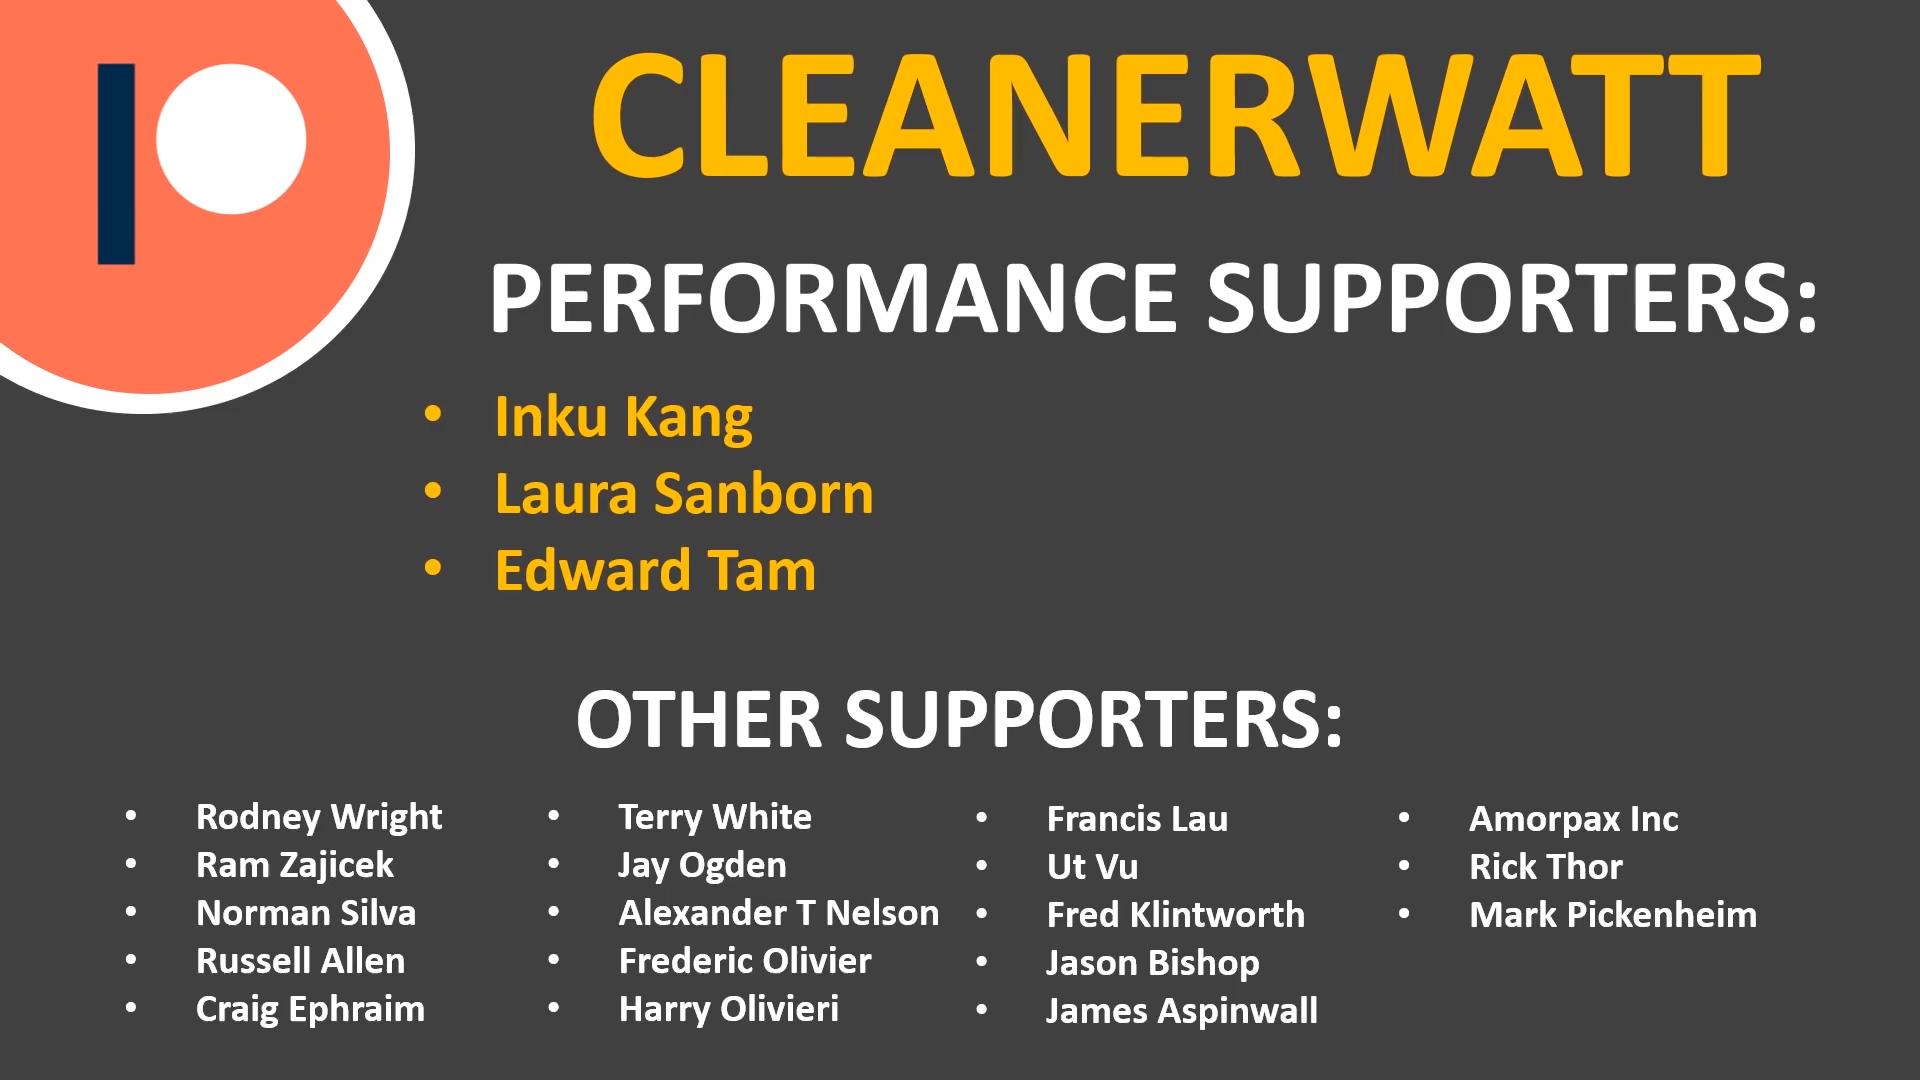 CLEANERWATT
PERFORMANCE SUPPORTERS:
• Inku Kang
• Laura Sanborn
• Edward Tam
OTHER SUPPORTERS:
• Rodney Wright
• Ram Zajicek
• Norman Silva
• Russell Allen
• Craig Ephraim
• Terry White
• Jay Ogden
• Alexander T Nelson
• Frederic Olivier
• Harry Olivieri
• Francis Lau
• Ut Vu
• Fred Klintworth
• Jason Bishop
• James Aspinwall
• Amorpax Inc
• Rick Thor
• Mark Pickenheim